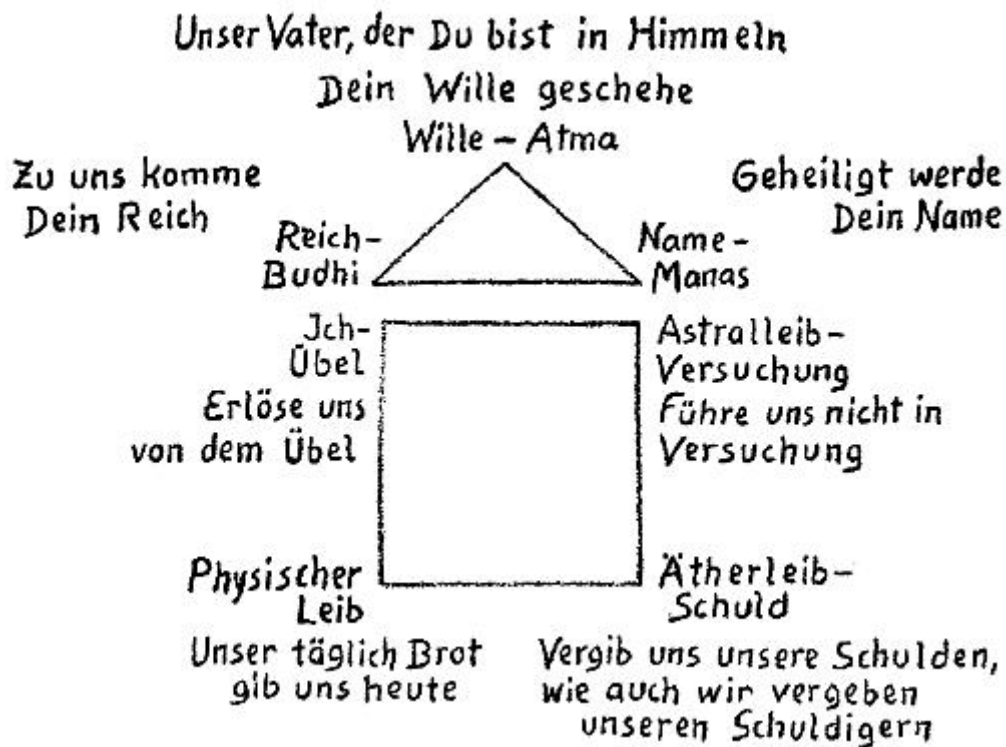 Unser Vater, der Du bist in Himmeln
Dein Wille geschehe
Wille – Atma
Zu uns komme
Dein Reich
Geheiligt werde
Dein Name
Reich-
Budhi
Name-
Manas
Jch-
Übel
Erlöse uns
von dem Übel
Astralleib-
Versuchung
Führe uns nicht in
Versuchung
Physischer
Leib
Unser täglich Brot
gib uns heute
Ätherleib-
Schuld
Vergib uns unsere Schulden,
wie auch wir vergeben
unseren Schuldigern